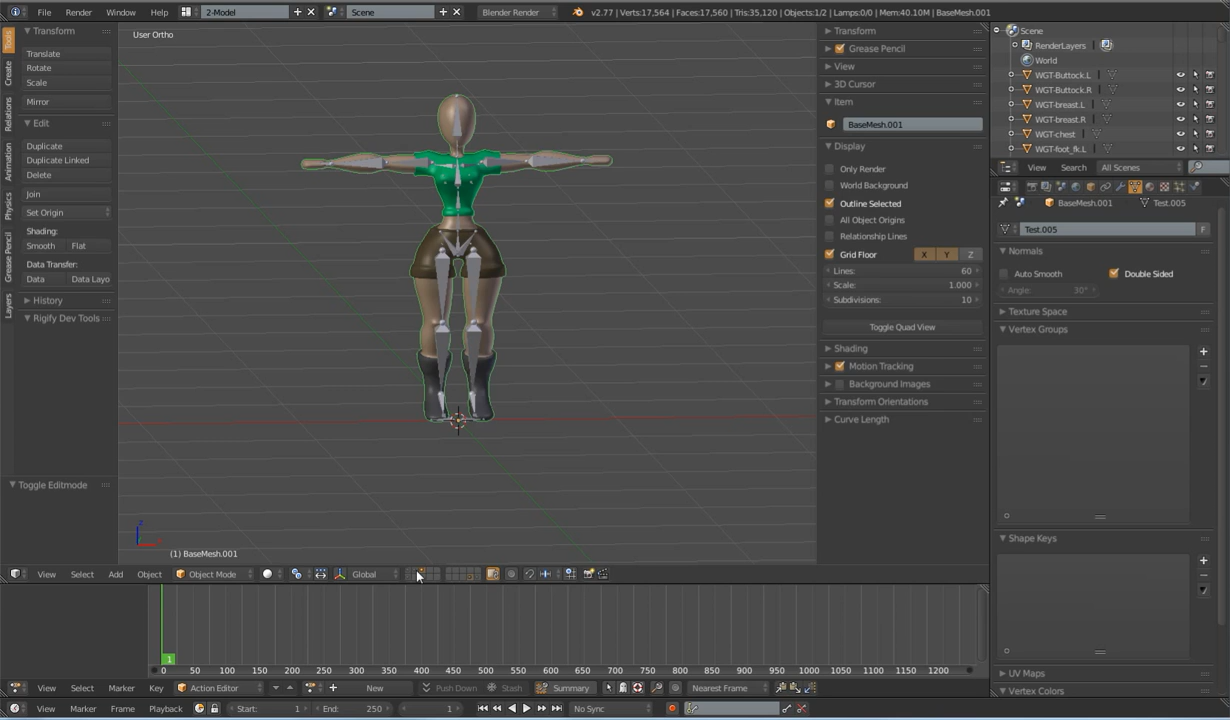 File Render Window Help 2-Model Scene Blender Render v2.77 | Verts:17,564 | Faces:17,560 | Tris:35,120 | Objects:1/2 | Lamps:0/0 | Mem:40.10M | BaseMesh.001
Tools
Create
Relations
Animation
Physics
Grease Pencil
Layers
Transform
Translate
Rotate
Scale
Mirror
Edit
Duplicate
Duplicate Linked
Delete
Join
Set Origin
Shading:
Smooth Flat
Data Transfer:
Data Data Layo
History
Rigify Dev Tools
Toggle Editmode
User Ortho
(1) BaseMesh.001
Transform
Grease Pencil
View
3D Cursor
Item
BaseMesh.001
Display
Only Render
World Background
Outline Selected
All Object Origins
Relationship Lines
Grid Floor X Y Z
Lines: 60
Scale: 1.000
Subdivisions: 10
Toggle Quad View
Shading
Motion Tracking
Background Images
Transform Orientations
Curve Length
Scene
RenderLayers
World
WGT-Buttock.L
WGT-Buttock.R
WGT-breast.L
WGT-breast.R
WGT-chest
WGT-foot_fk.L
View Search All Scenes
BaseMesh.001 Test.005
Test.005 F
Normals
Auto Smooth Double Sided
Angle: 30°
Texture Space
Vertex Groups
Shape Keys
UV Maps
Vertex Colors
View Select Add Object Object Mode Global
0 50 100 150 200 250 300 350 400 450 500 550 600 650 700 750 800 850 900 950 1000 1050 1100 1150 1200
1
View Select Marker Key Action Editor New Push Down Stash Summary Nearest Frame
View Marker Frame Playback Start: 1 End: 250 1 No Sync